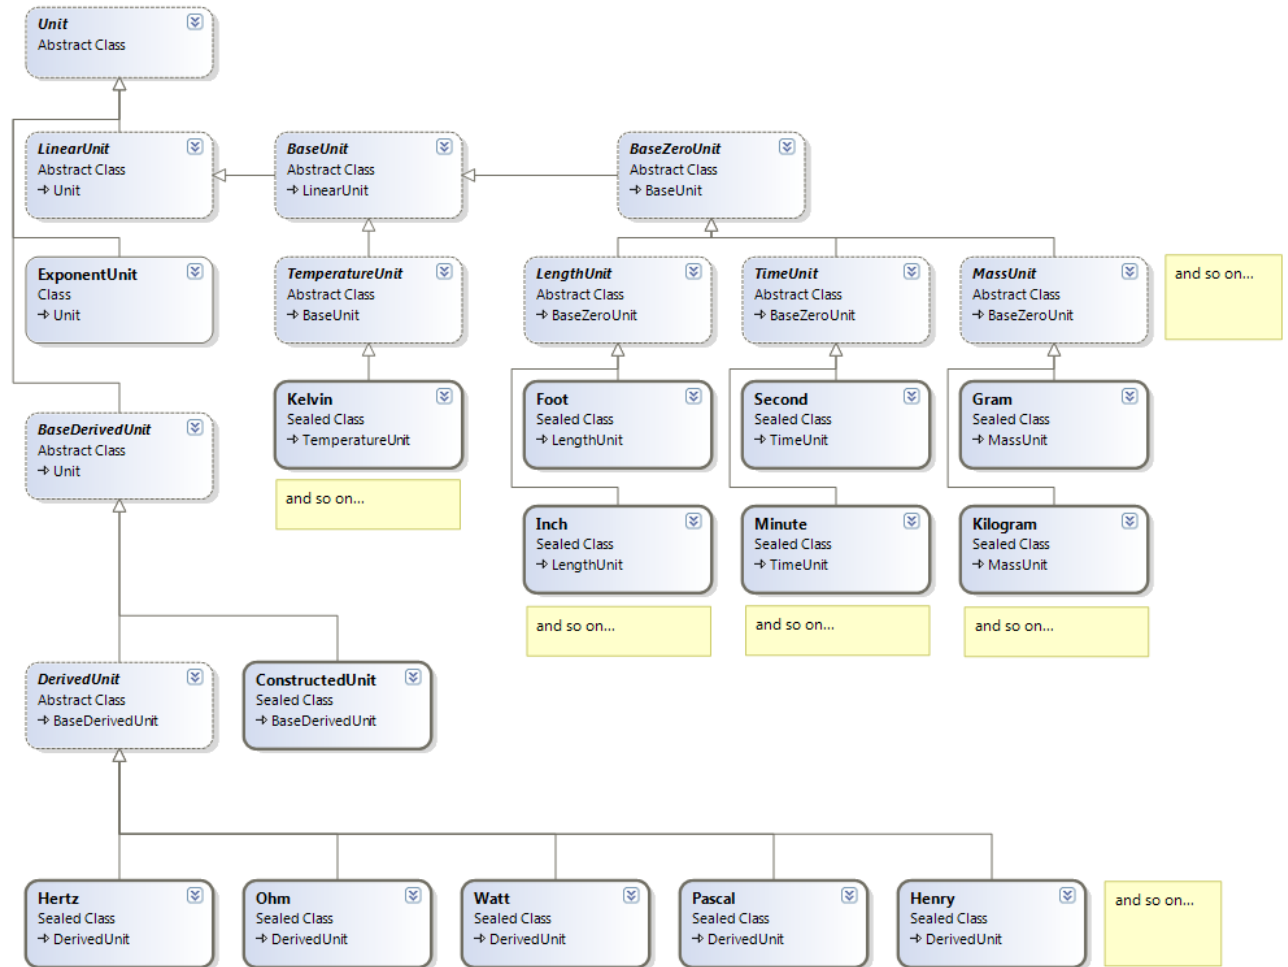 Unit
Abstract Class
LinearUnit
Abstract Class
Unit
BaseUnit
Abstract Class
LinearUnit
BaseZeroUnit
Abstract Class
BaseUnit
ExponentUnit
Class
Unit
TemperatureUnit
Abstract Class
BaseUnit
LengthUnit
Abstract Class
BaseZeroUnit
TimeUnit
Abstract Class
BaseZeroUnit
MassUnit
Abstract Class
BaseZeroUnit
and so on...
Kelvin
Sealed Class
TemperatureUnit
Foot
Sealed Class
LengthUnit
Second
Sealed Class
TimeUnit
Gram
Sealed Class
MassUnit
BaseDerivedUnit
Abstract Class
Unit
and so on...
Inch
Sealed Class
LengthUnit
Minute
Sealed Class
TimeUnit
Kilogram
Sealed Class
MassUnit
and so on...
and so on...
and so on...
DerivedUnit
Abstract Class
BaseDerivedUnit
ConstructedUnit
Sealed Class
BaseDerivedUnit
Hertz
Sealed Class
DerivedUnit
Ohm
Sealed Class
DerivedUnit
Watt
Sealed Class
DerivedUnit
Pascal
Sealed Class
DerivedUnit
Henry
Sealed Class
DerivedUnit
and so on...